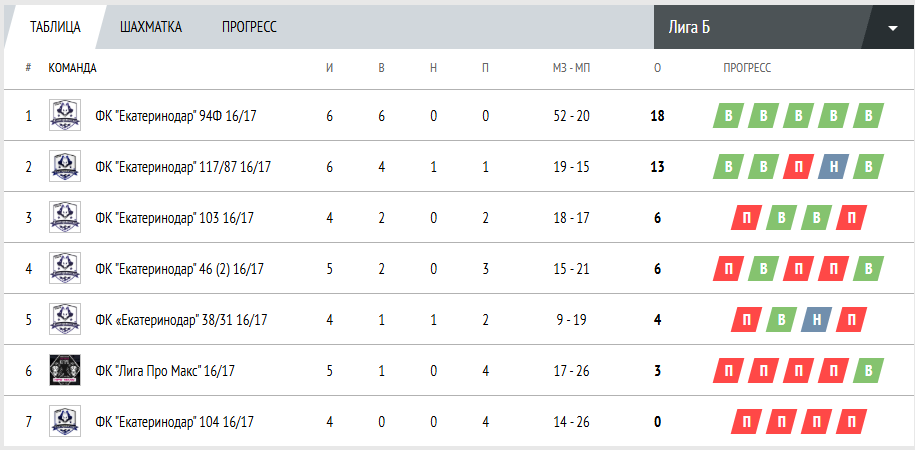 ТАБЛИЦА ШАХМАТКА ПРОГРЕСС Лига Б
# КОМАНДА И В Н П МЗ - МП О ПРОГРЕСС
1 ФК "Екатеринодар" 94Ф 16/17 6 6 0 0 52 - 20 18 В В В В В
2 ФК "Екатеринодар" 117/87 16/17 6 4 1 1 19 - 15 13 В В П Н В
3 ФК "Екатеринодар" 103 16/17 4 2 0 2 18 - 17 6 П В В П
4 ФК "Екатеринодар" 46 (2) 16/17 5 2 0 3 15 - 21 6 П В П П В
5 ФК «Екатеринодар" 38/31 16/17 4 1 1 2 9 - 19 4 П В Н П
6 ФК "Лига Про Макс" 16/17 5 1 0 4 17 - 26 3 П П П П В
7 ФК "Екатеринодар" 104 16/17 4 0 0 4 14 - 26 0 П П П П